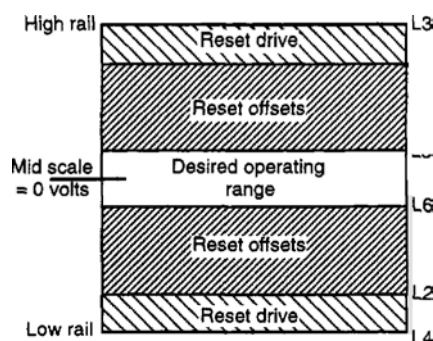 High rail
L3
Reset drive
Reset offsets
Mid scale
= 0 volts
Desired operating
range
L6
Reset offsets
L2
Reset drive
Low rail
L4